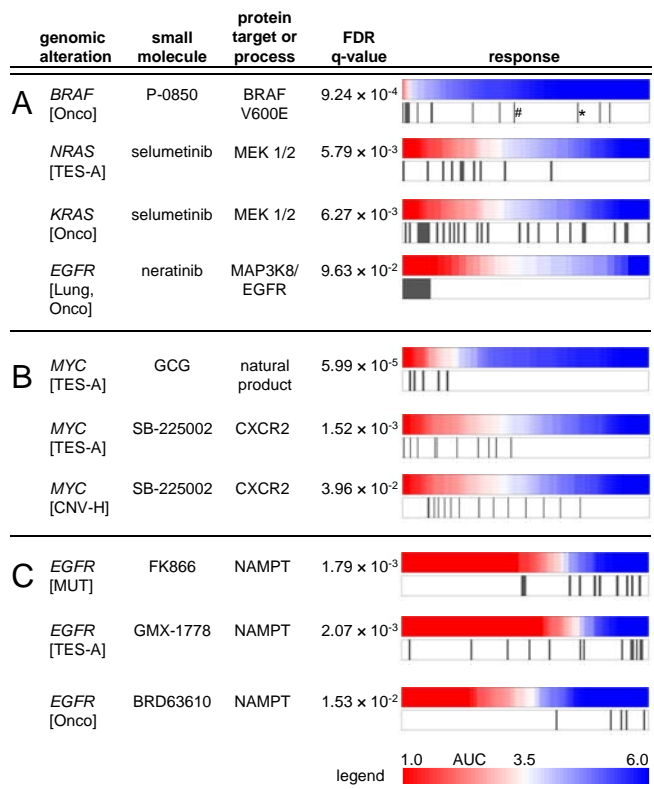 genomic alteration small molecule protein target or process FDR q-value response
A BRAF [Onco] P-0850 BRAF V600E 9.24 × 10-4
# *
NRAS [TES-A] selumetinib MEK 1/2 5.79 × 10-3
KRAS [Onco] selumetinib MEK 1/2 6.27 × 10-3
EGFR [Lung, Onco] neratinib MAP3K8/ EGFR 9.63 × 10-2
B MYC [TES-A] GCG natural product 5.99 × 10-5
MYC [TES-A] SB-225002 CXCR2 1.52 × 10-3
MYC [CNV-H] SB-225002 CXCR2 3.96 × 10-2
C EGFR [MUT] FK866 NAMPT 1.79 × 10-3
EGFR [TES-A] GMX-1778 NAMPT 2.07 × 10-3
EGFR [Onco] BRD63610 NAMPT 1.53 × 10-2
1.0 AUC 3.5 6.0
legend